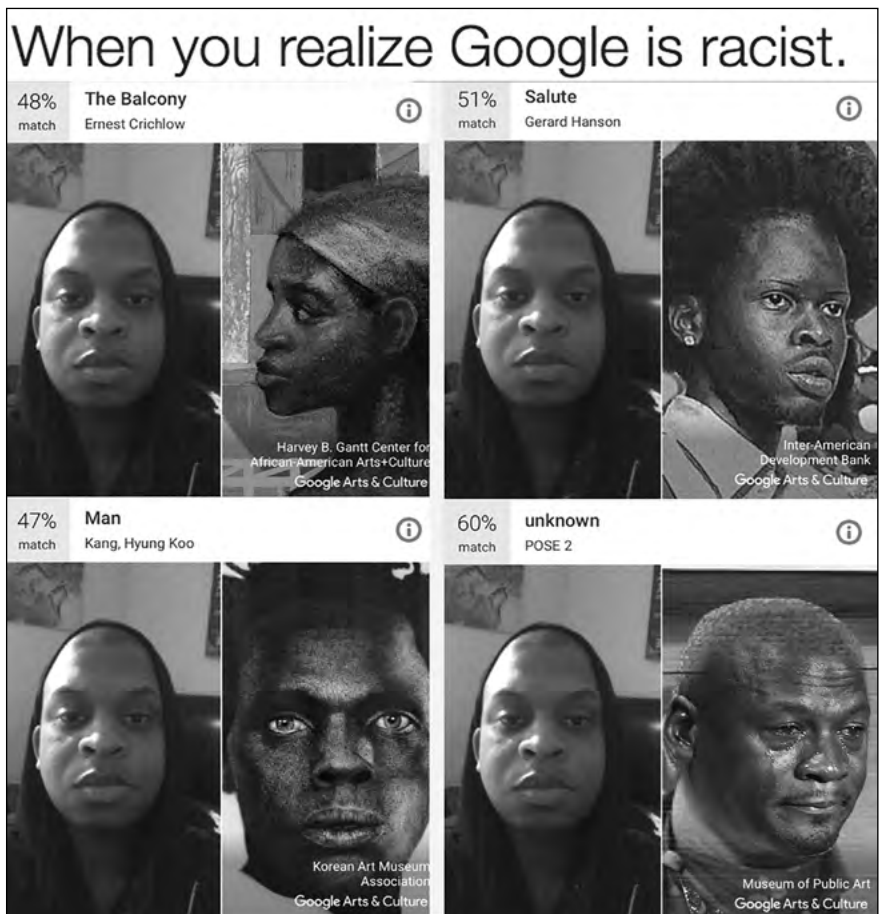 When you realize Google is racist.
48%
match
The Balcony
Ernest Crichlow
Harvey B. Gantt Center for
African-American Arts+Culture
Google Arts & Culture
51%
match
Salute
Gerard Hanson
Inter-American
Development Bank
Google Arts & Culture
47%
match
Man
Kang, Hyung Koo
Korean Art Museum
Association
Google Arts & Culture
60%
match
unknown
POSE 2
Museum of Public Art
Google Arts & Culture